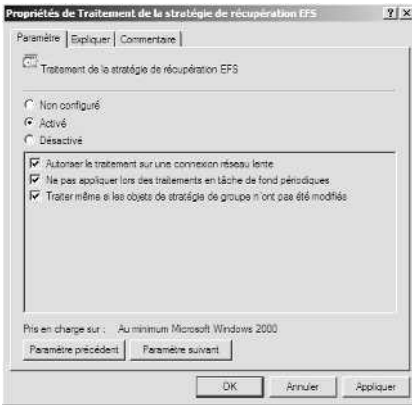 Propriétés de Traitement de la stratégie de récupération EFS
Paramètre Expliquer Commentaire
Traitement de la stratégie de récupération EFS
Non configuré
Activé
Désactivé
Autoriser le traitement sur une connexion réseau lente
Ne pas appliquer lors des traitements en tâche de fond périodiques
Traiter même si les objets de stratégie de groupe n'ont pas été modifiés
Pris en charge sur : Au minimum Microsoft Windows 2000
Paramètre précédent Paramètre suivant
OK Annuler Appliquer